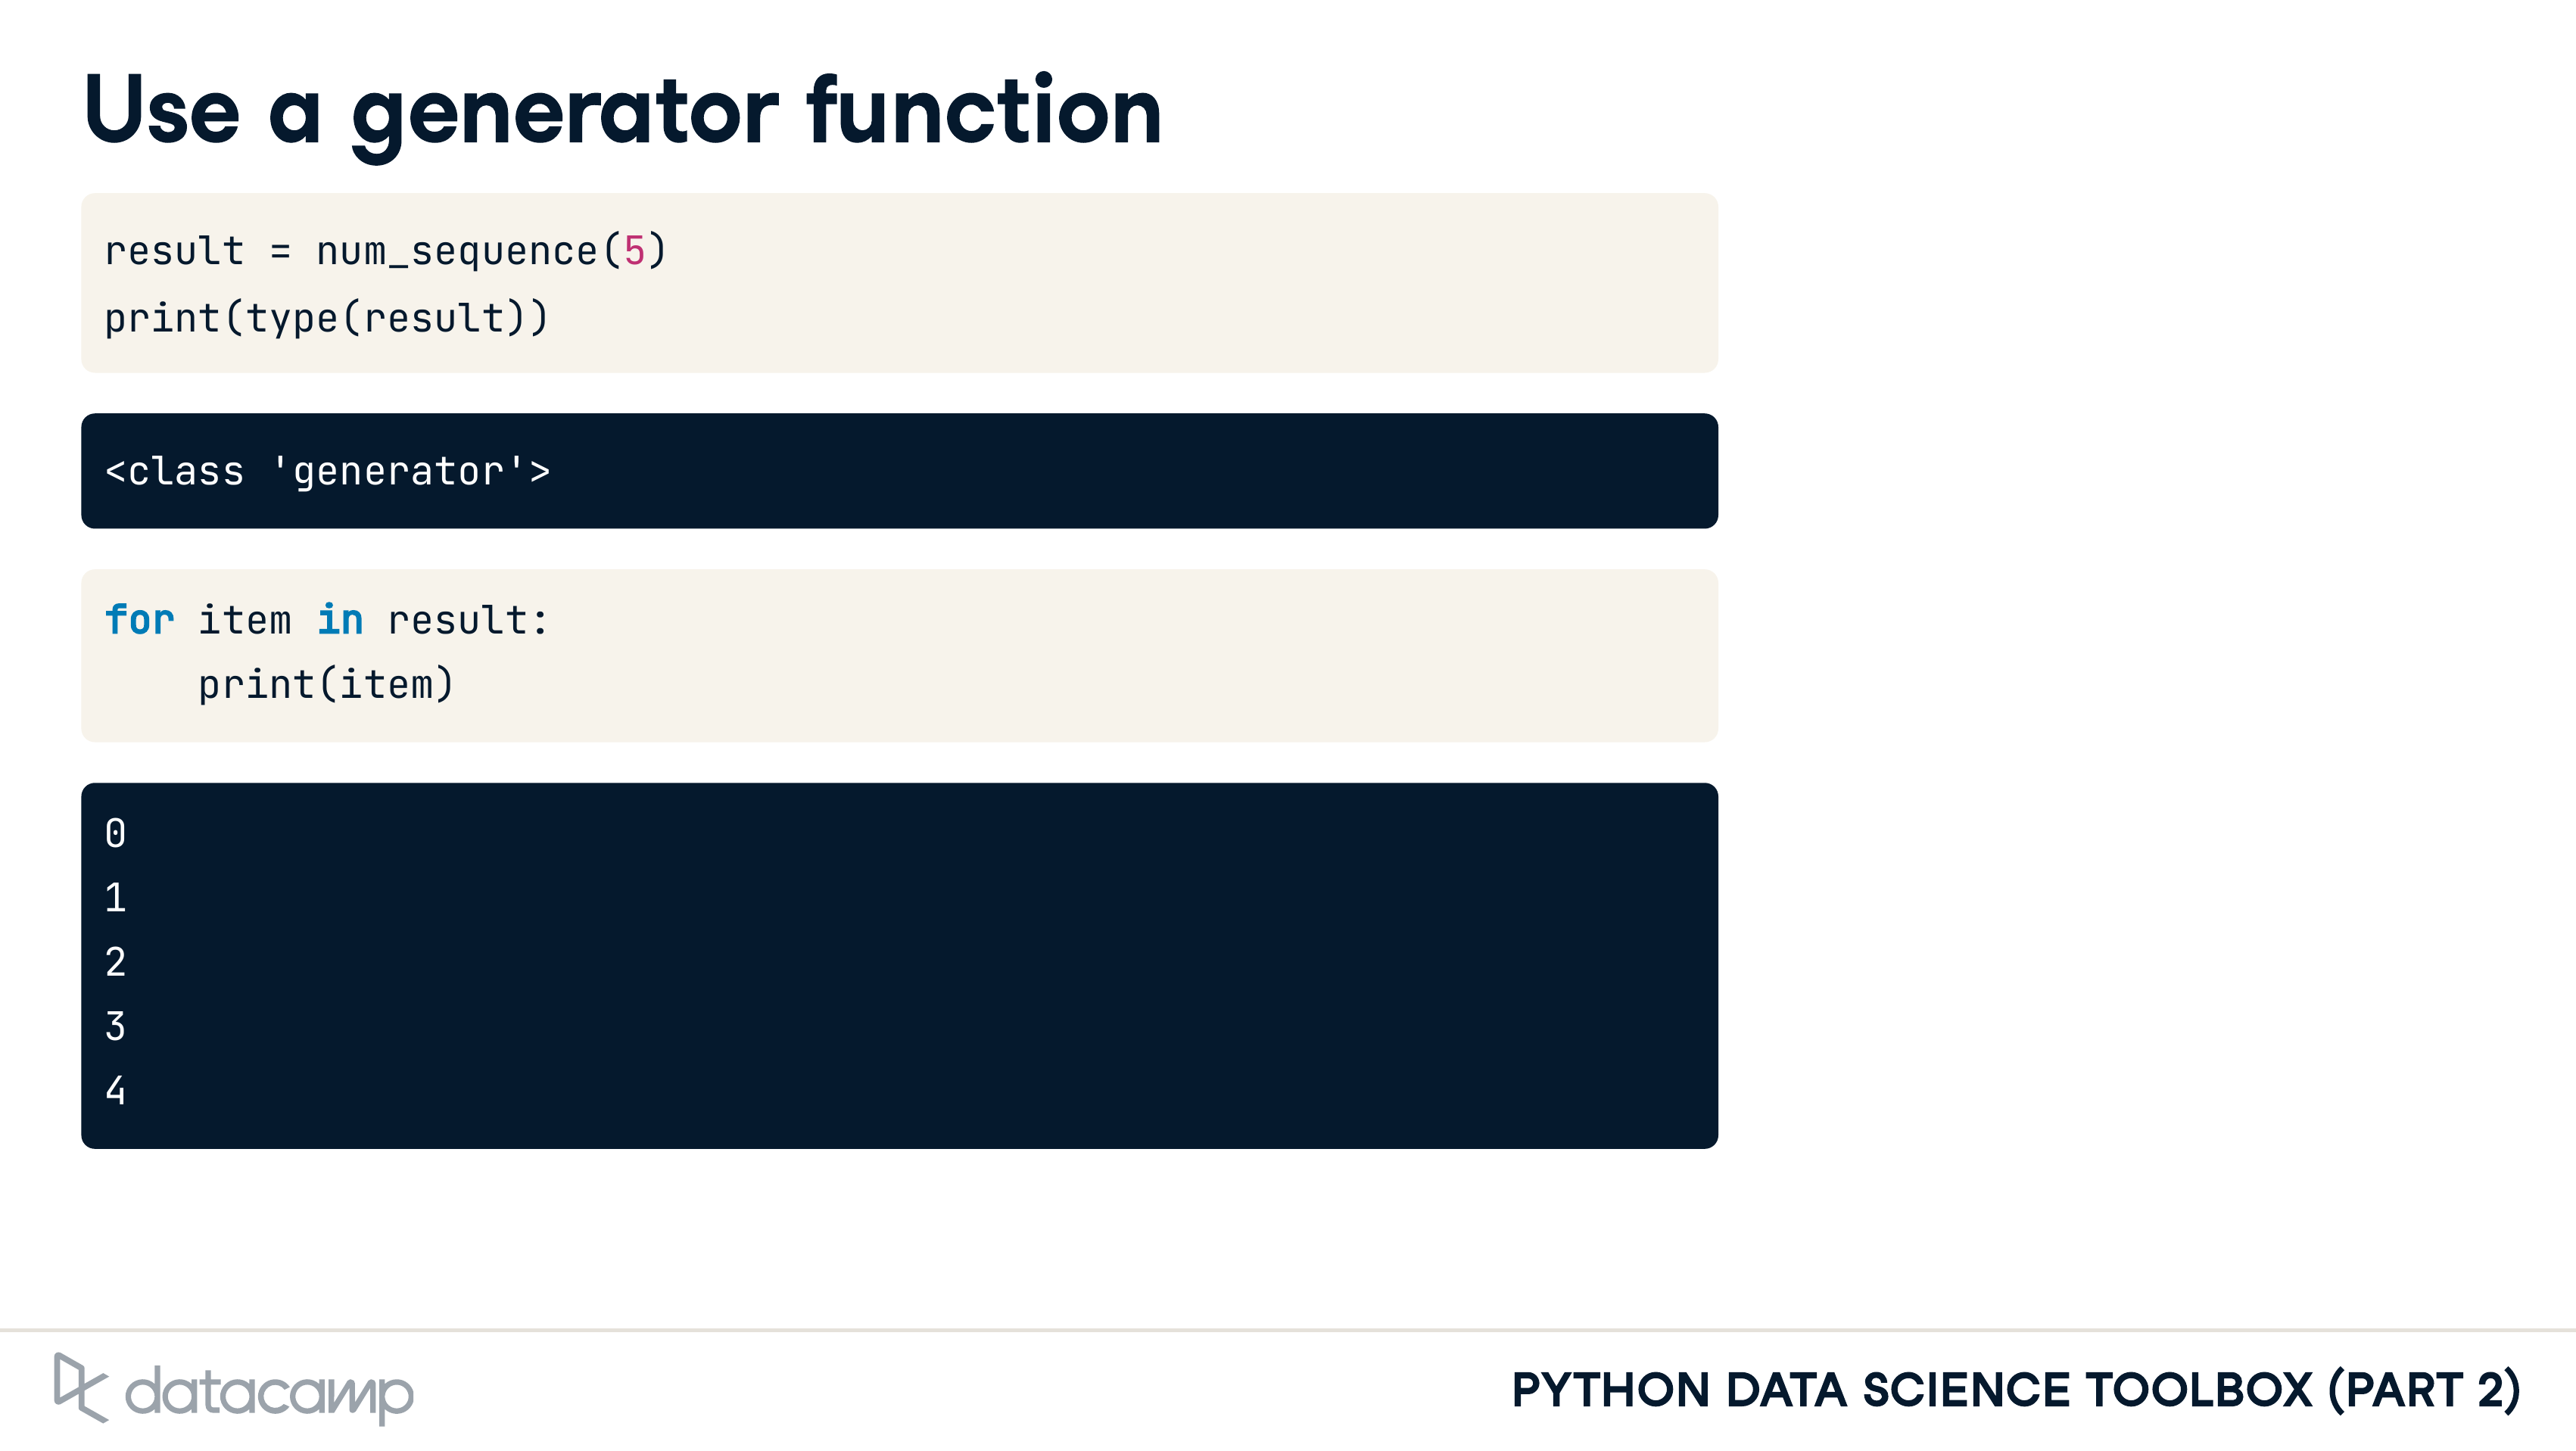 Use a generator function
result = num_sequence(5)
print(type(result))
<class 'generator'>
for item in result:
    print(item)
0
1
2
3
4
datacamp
PYTHON DATA SCIENCE TOOLBOX (PART 2)